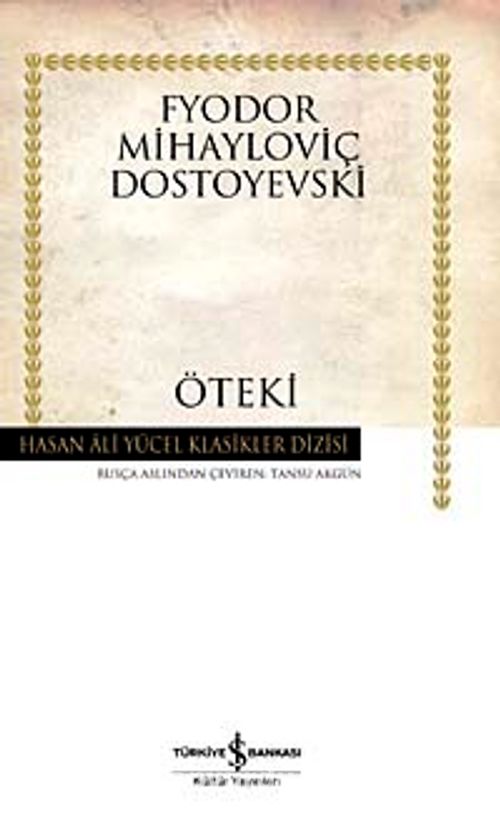 FYODOR
MİHAYLOVİÇ
DOSTOYEVSKİ
ÖTEKİ
HASAN ÂLİ YÜCEL KLASİKLER DİZİSİ
RUSÇA ASLINDAN ÇEVİREN: TANSU AKGÜN
TÜRKİYE İŞ BANKASI
Kültür Yayınları